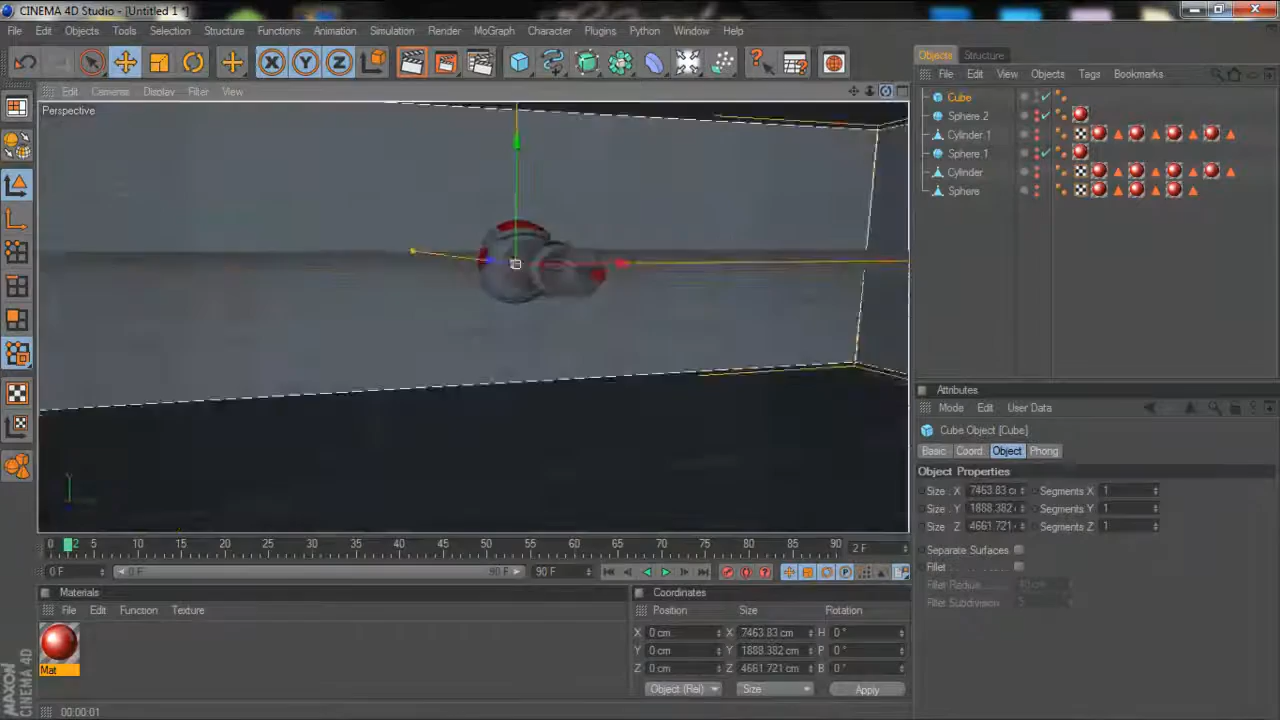 CINEMA 4D Studio - [Untitled 1 *]
File Edit Objects Tools Selection Structure Functions Animation Simulation Render MoGraph Character Plugins Python Window Help
X Y Z
Edit Cameras Display Filter View
Perspective
Y
0 2 5 10 15 20 25 30 35 40 45 50 55 60 65 70 75 80 85 90
2 F
0 F
0 F
90 F
90 F
Materials
File Edit Function Texture
Mat
MAXON CINEMA 4D
00:00:01
Coordinates
Position Size Rotation
X 0 cm X 7463.83 cm H 0 °
Y 0 cm Y 1888.382 cm P 0 °
Z 0 cm Z 4661.721 cm B 0 °
Object (Rel) Size Apply
Objects Structure
File Edit View Objects Tags Bookmarks
Cube
Sphere.2
Cylinder.1
Sphere.1
Cylinder
Sphere
Attributes
Mode Edit User Data
Cube Object [Cube]
Basic Coord. Object Phong
Object Properties
Size . X 7463.83 c Segments X 1
Size . Y 1888.382 Segments Y 1
Size . Z 4661.721 Segments Z 1
Separate Surfaces
Fillet
Fillet Radius
Fillet Subdivision 5